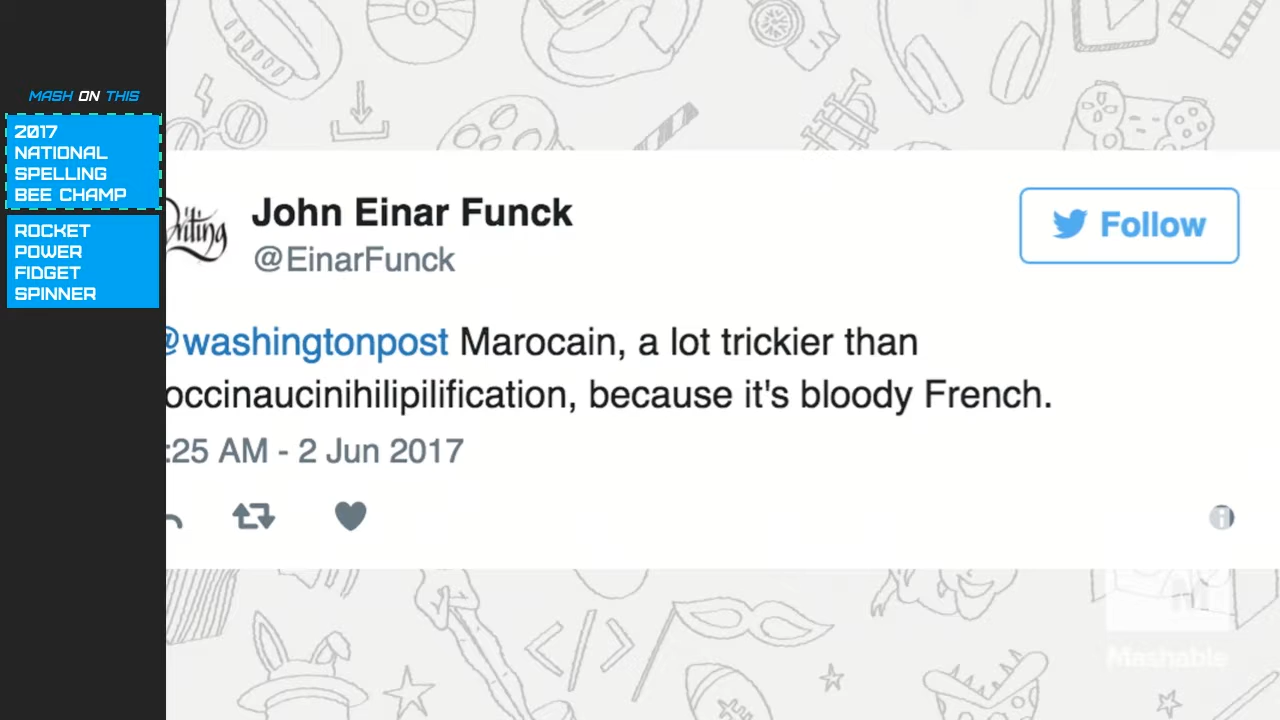 MASH ON THIS
2017
NATIONAL
SPELLING
BEE CHAMP
ROCKET
POWER
FIDGET
SPINNER
Writing
John Einar Funck
@EinarFunck
Follow
@washingtonpost Marocain, a lot trickier than
occinaucinihilipilification, because it's bloody French.
:25 AM - 2 Jun 2017
Mashable